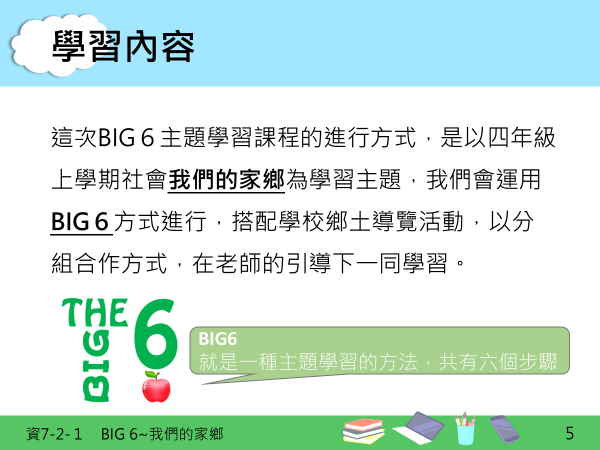 學習內容
這次BIG 6 主題學習課程的進行方式，是以四年級
上學期社會我們的家鄉為學習主題，我們會運用
BIG 6 方式進行，搭配學校鄉土導覽活動，以分
組合作方式，在老師的引導下一同學習。
THE
BIG
6
BIG6
就是一種主題學習的方法，共有六個步驟
資7-2-1 BIG 6~我們的家鄉
5